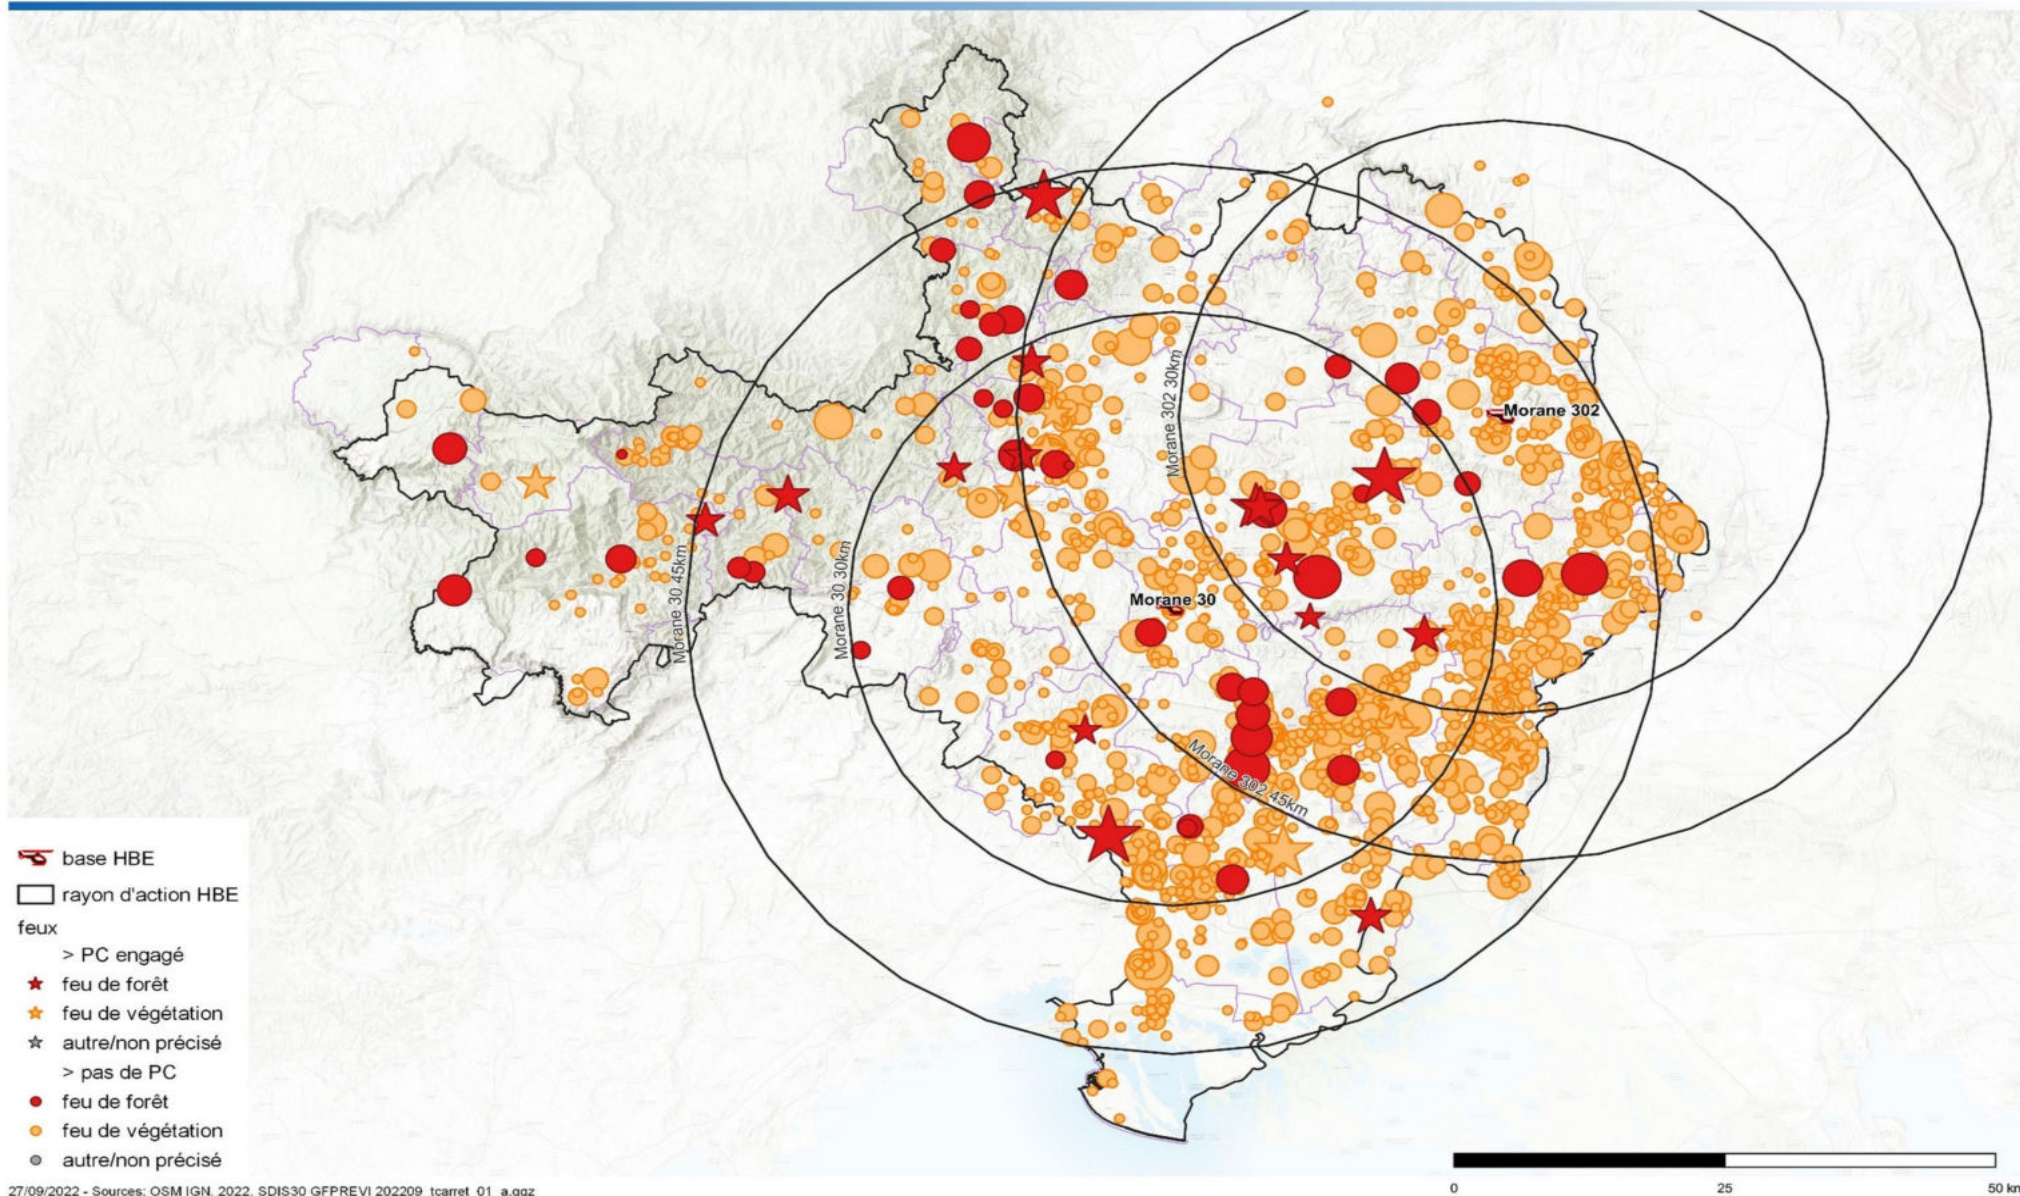 Morane 302 30km
Morane 302
Morane 30 45km
Morane 30 30km
Morane 30
Morane 302 45km
base HBE
rayon d'action HBE
feux
> PC engagé
feu de forêt
feu de végétation
autre/non précisé
> pas de PC
feu de forêt
feu de végétation
autre/non précisé
27/09/2022 - Sources: OSM IGN, 2022, SDIS30 GFPREVI 202209_tcarret_01_a.qgz
0 25 50 km